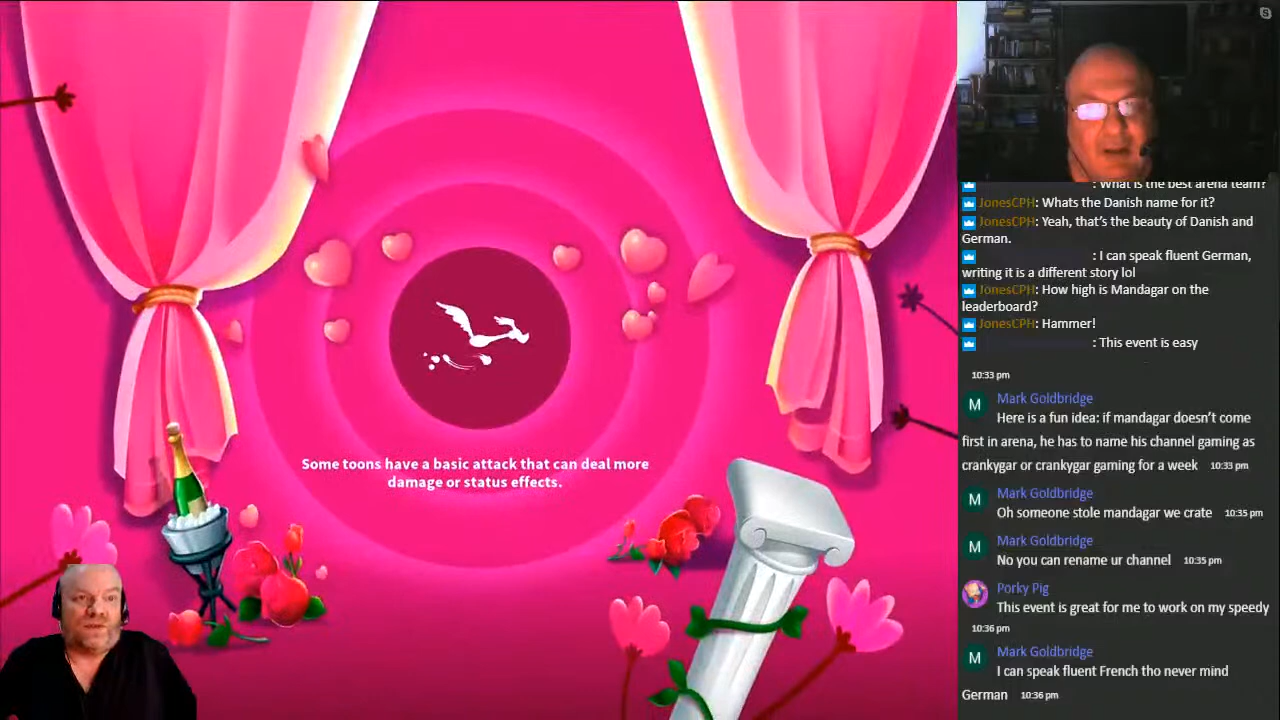 Some toons have a basic attack that can deal more
damage or status effects.
: What is the best arena team?
JonesCPH: Whats the Danish name for it?
JonesCPH: Yeah, that's the beauty of Danish and
German.
: I can speak fluent German,
writing it is a different story lol
JonesCPH: How high is Mandagar on the
leaderboard?
JonesCPH: Hammer!
: This event is easy
10:33 pm
M Mark Goldbridge
Here is a fun idea: if mandagar doesn't come
first in arena, he has to name his channel gaming as
crankygar or crankygar gaming for a week 10:33 pm
M Mark Goldbridge
Oh someone stole mandagar we crate 10:35 pm
M Mark Goldbridge
No you can rename ur channel 10:35 pm
Porky Pig
This event is great for me to work on my speedy
10:36 pm
M Mark Goldbridge
I can speak fluent French tho never mind
German 10:36 pm